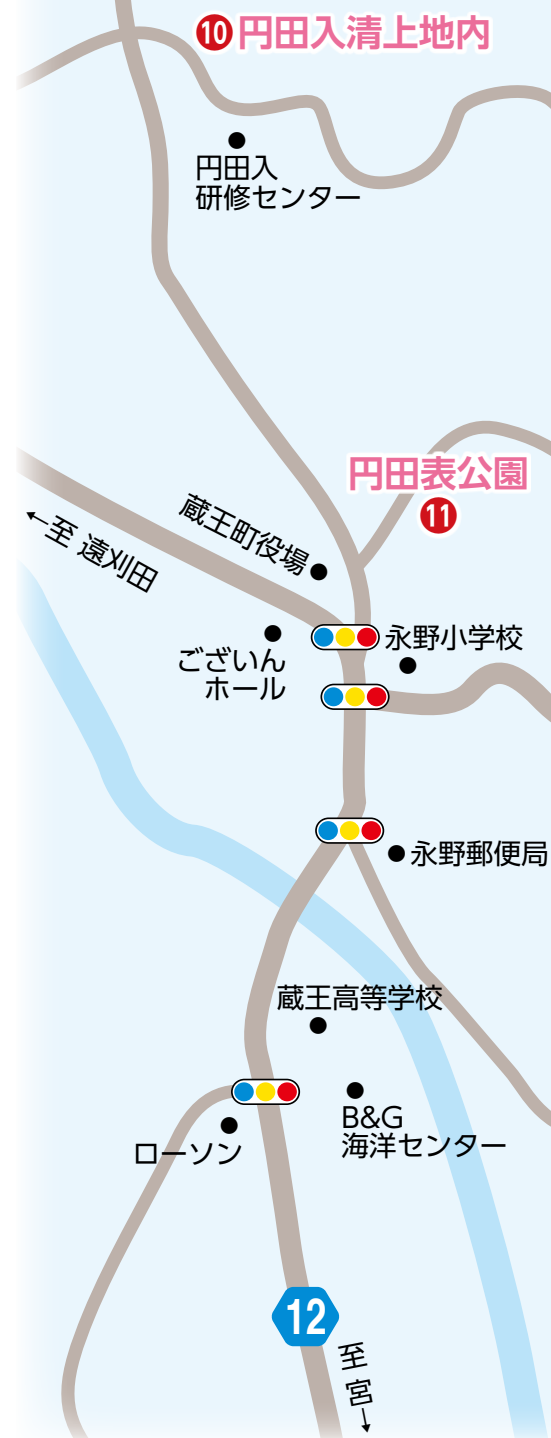 ❿円田入清上地内
円田入
研修センター
円田表公園
⓫
蔵王町役場
←至 遠刈田
永野小学校
ございん
ホール
永野郵便局
蔵王高等学校
B&G
海洋センター
ローソン
12
至宮→